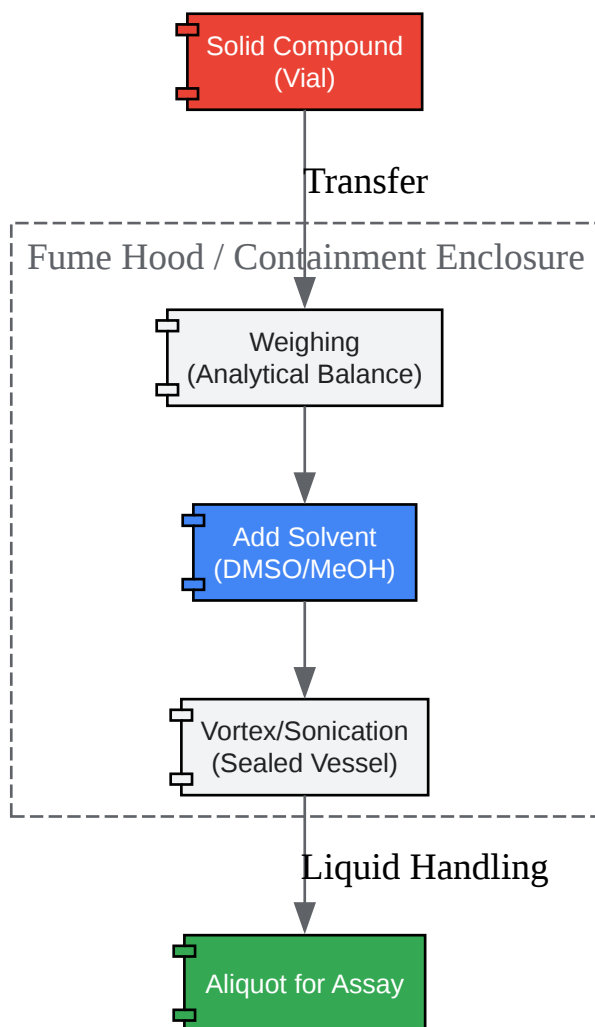 Solid Compound
(Vial)
Transfer
Fume Hood / Containment Enclosure
Weighing
(Analytical Balance)
Add Solvent
(DMSO/MeOH)
Vortex/Sonication
(Sealed Vessel)
Liquid Handling
Aliquot for Assay